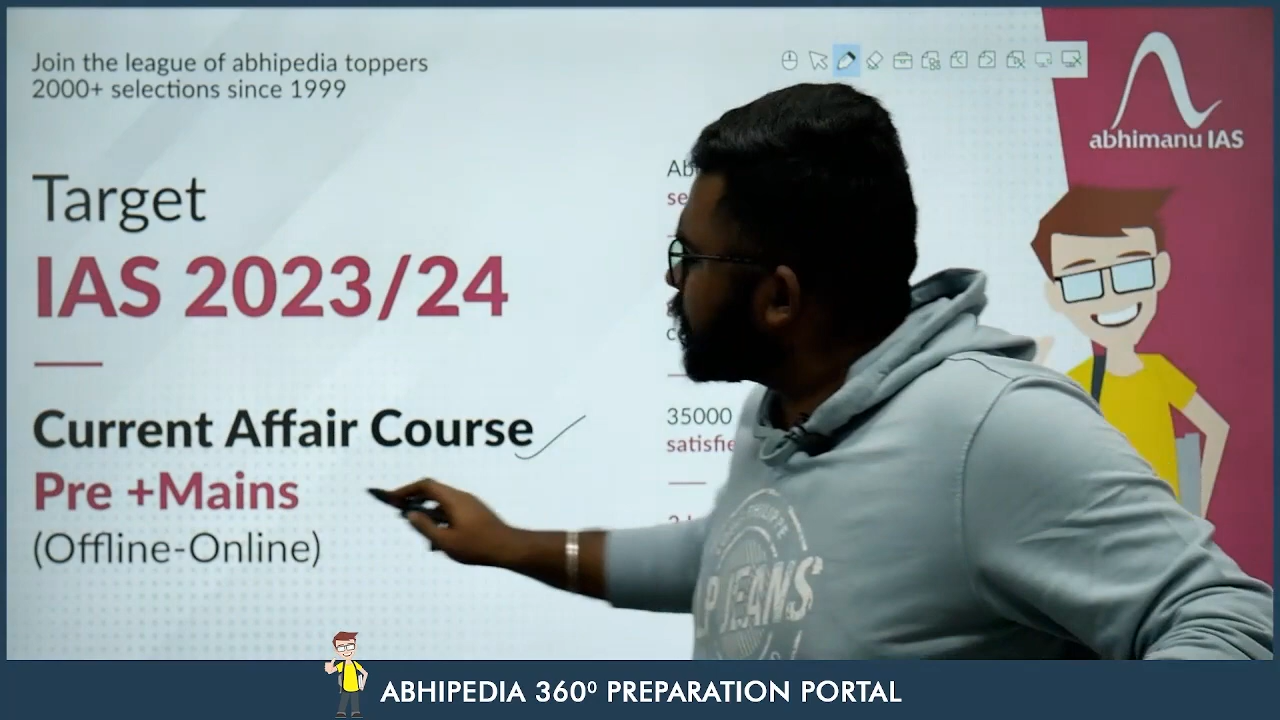 Join the league of abhipedia toppers
2000+ selections since 1999
abhimanu IAS
Target
IAS 2023/24
Current Affair Course
Pre +Mains
(Offline-Online)
35000
JEANS
ABHIPEDIA 360⁰ PREPARATION PORTAL